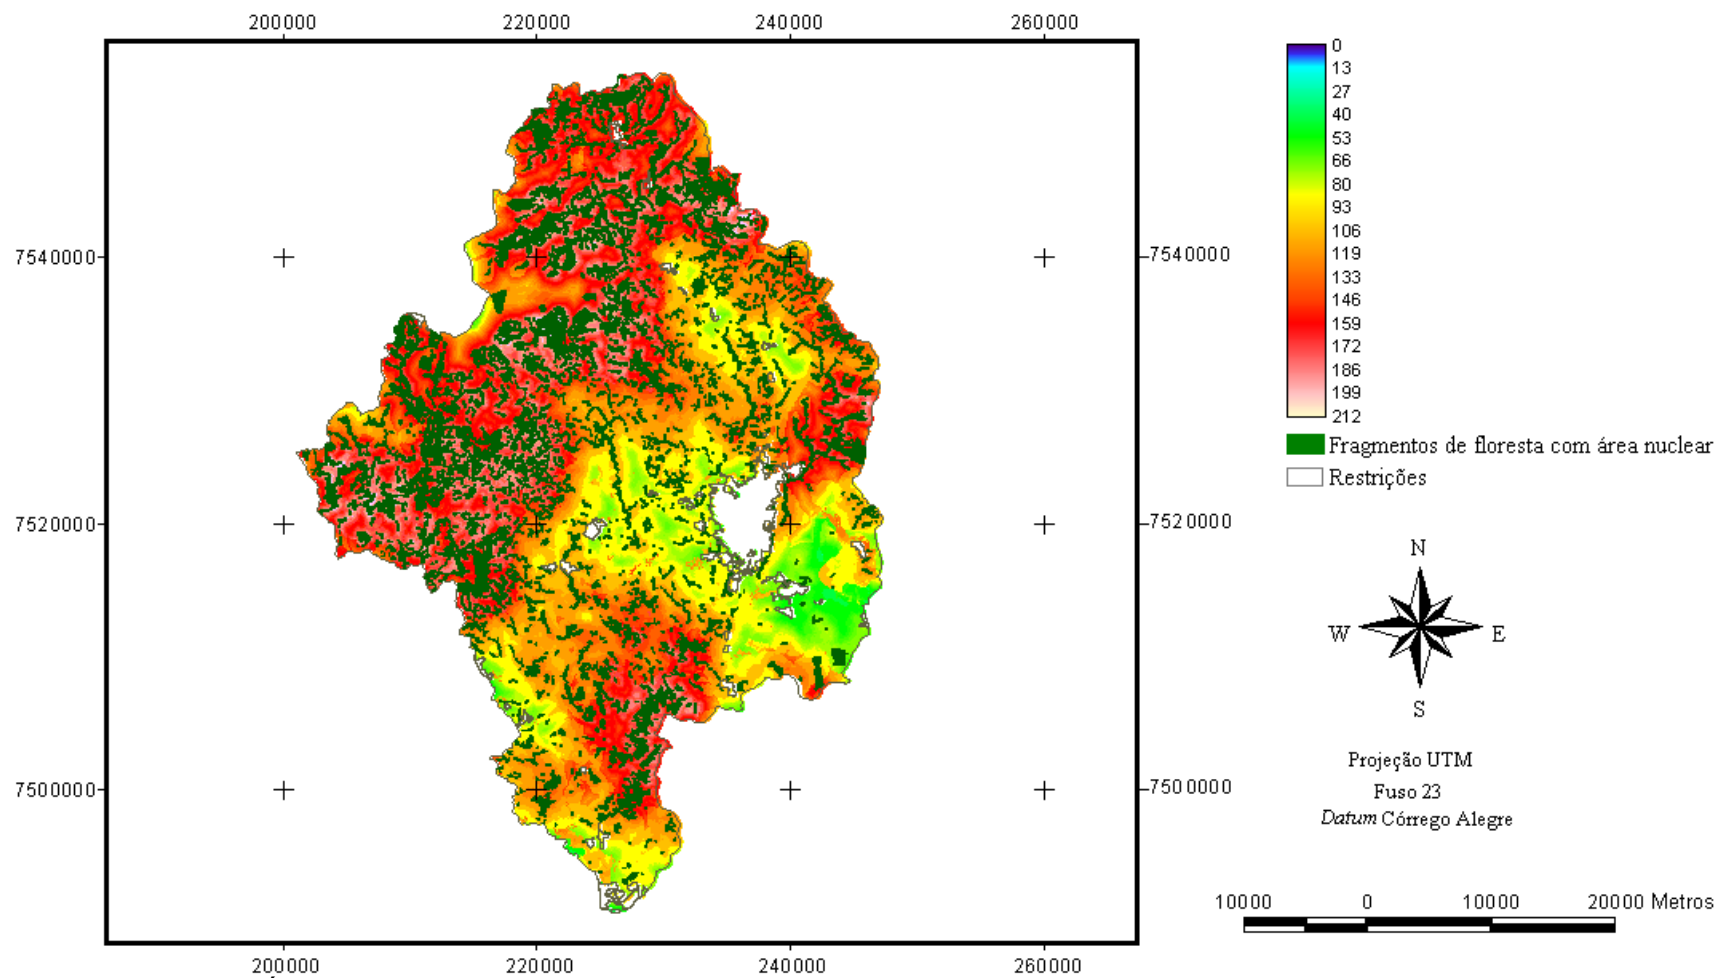 200000 220000 240000 260000
7540000 7540000
7520000 7520000
7500000 7500000
200000 220000 240000 260000
0
13
27
40
53
66
80
93
106
119
133
146
159
172
186
199
212
Fragmentos de floresta com área nuclear
Restrições
N
W E
S
Projeção UTM
Fuso 23
Datum Córrego Alegre
10000 0 10000 20000 Metros